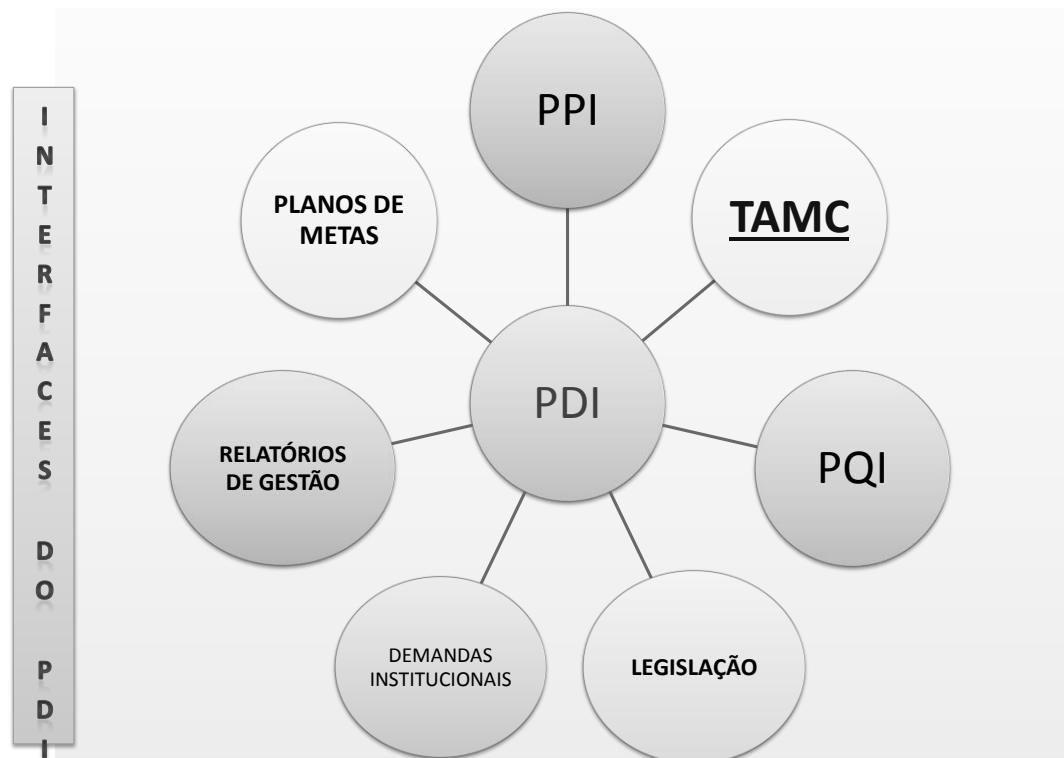 INTERFACES DO PDI
PPI
TAMC
PQI
LEGISLAÇÃO
DEMANDAS
INSTITUCIONAIS
RELATÓRIOS
DE GESTÃO
PLANOS DE
METAS
PDI